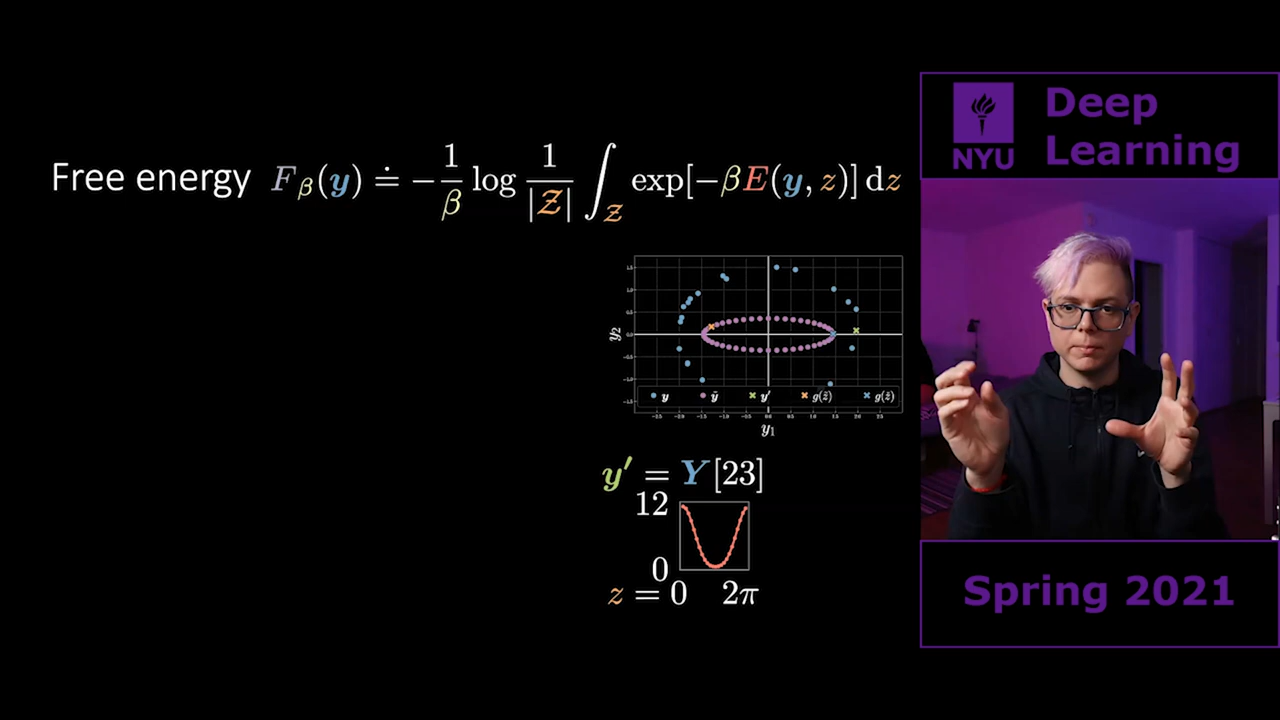 Free energy F_β(y) ≐ −1/β log 1/|Z| ∫_Z exp[−βE(y, z)] dz
NYU
Deep
Learning
y₂
y ỹ y′ g(ž) g(z̃)
y₁
y′ = Y[23]
12
0
z = 0 2π
Spring 2021